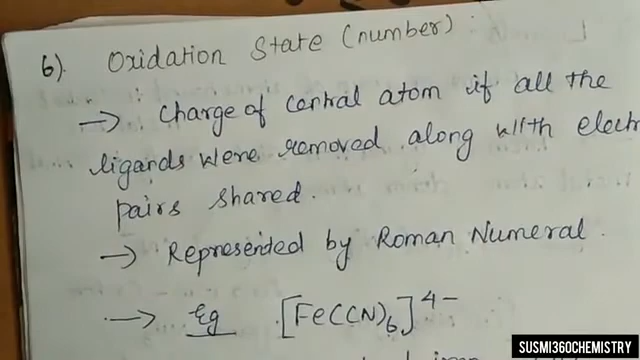 6). Oxidation State (number) :
→ Charge of central atom if all the
ligands were removed along with electr
pairs shared.
→ Represented by Roman Numeral.
→ Eg [Fe(CN)6]4-
SUSMI360CHEMISTRY